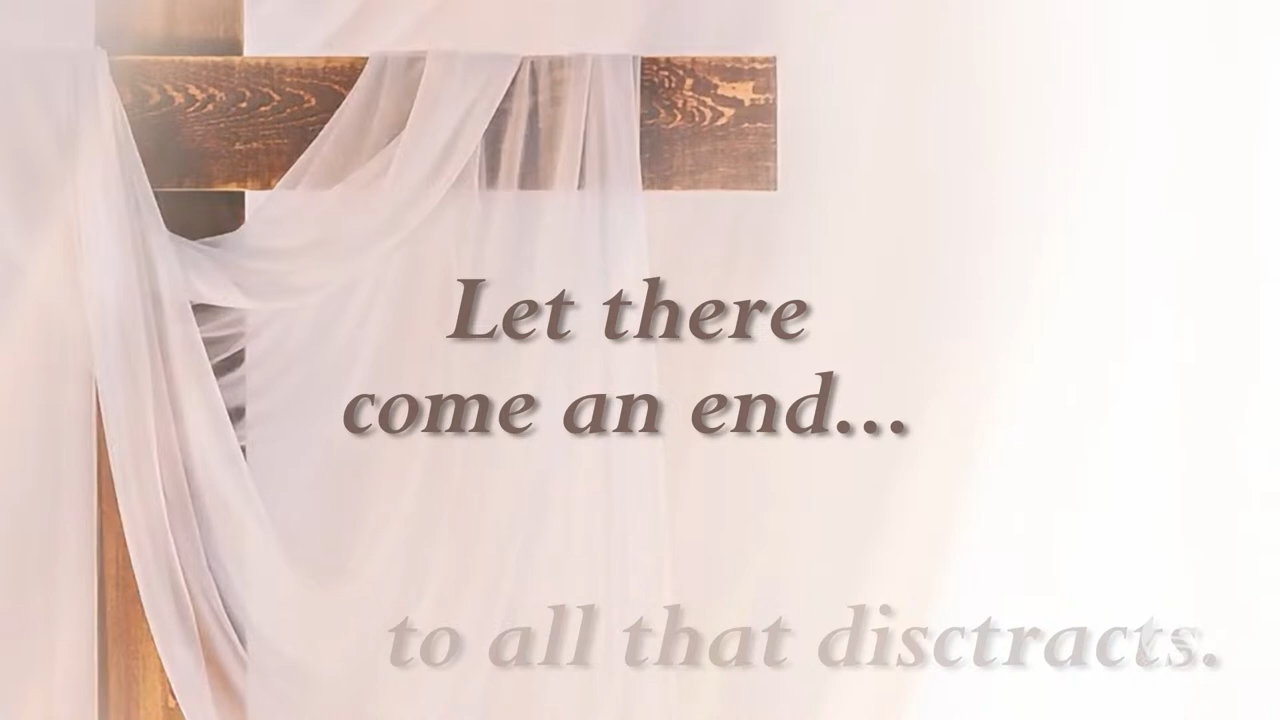 Let there
come an end...
to all that disctracts.